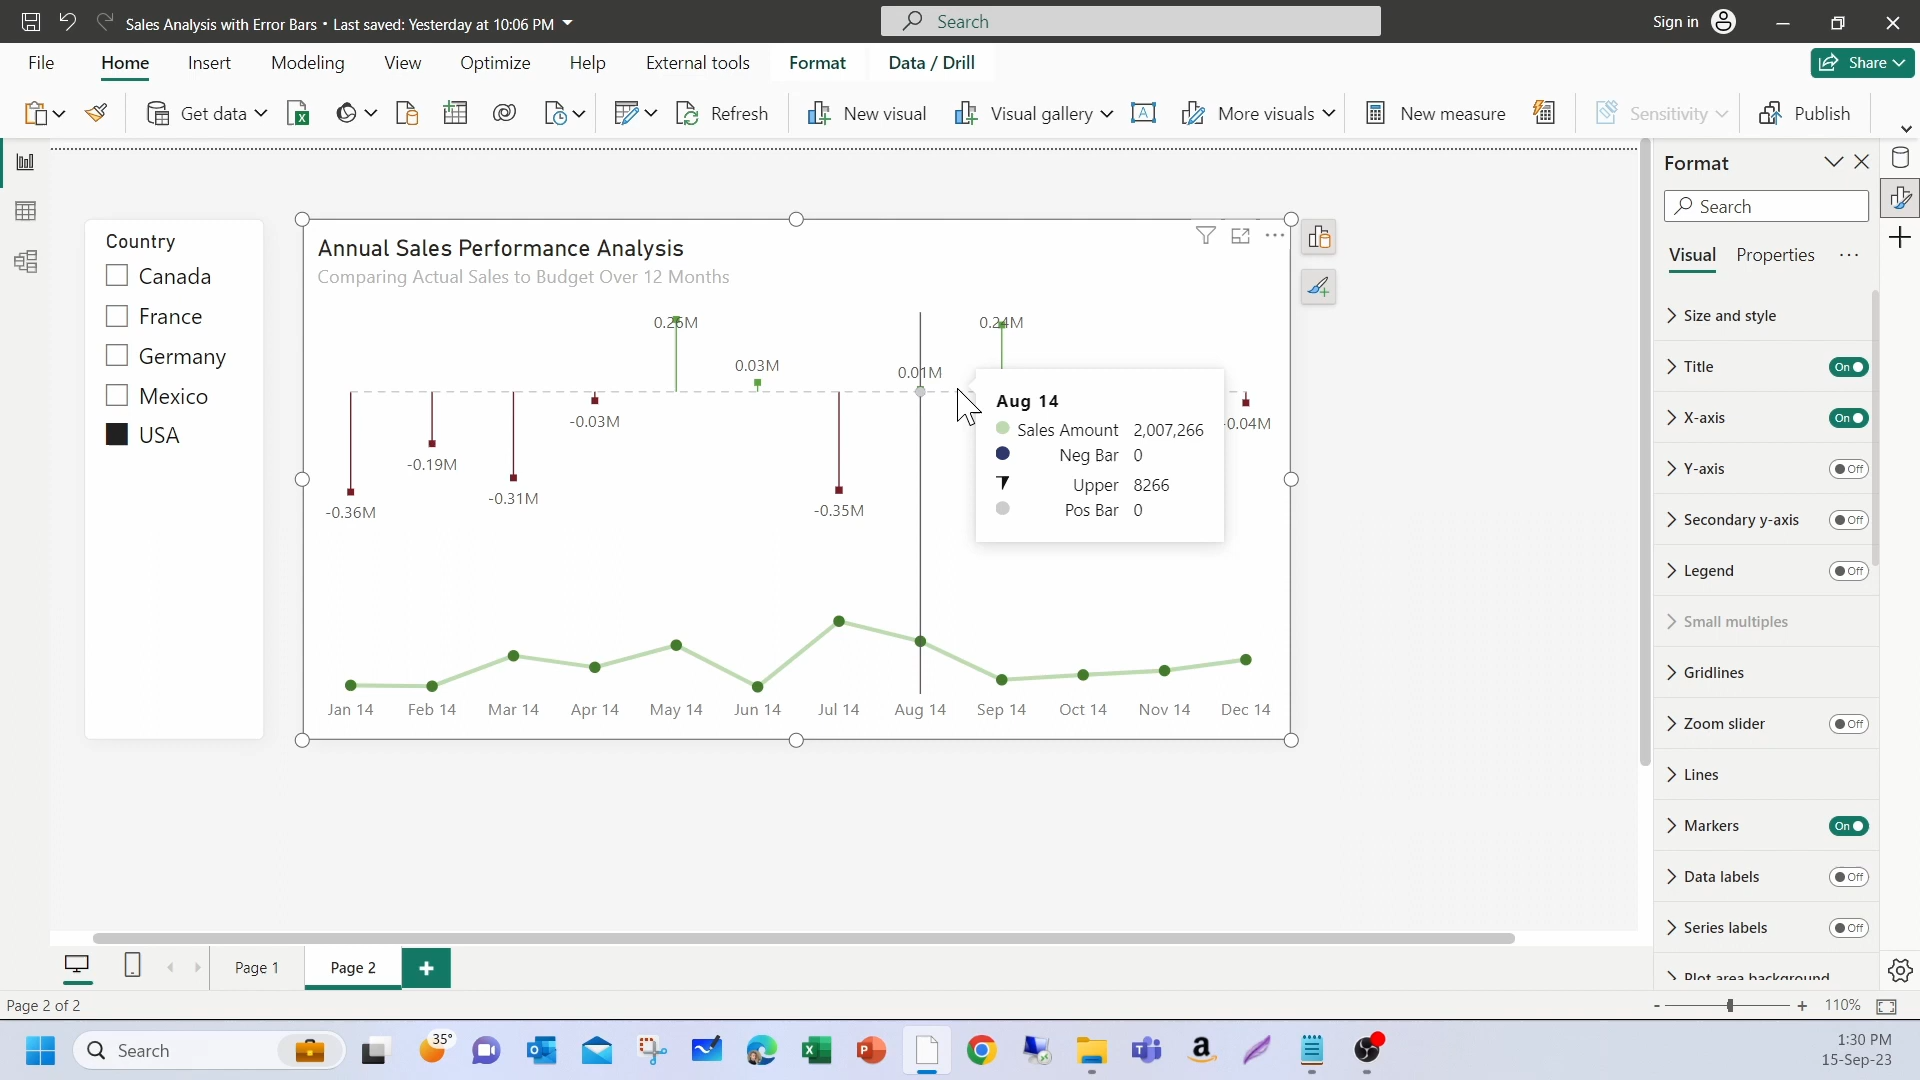 Sales Analysis with Error Bars • Last saved: Yesterday at 10:06 PM
Search
Sign in
File Home Insert Modeling View Optimize Help External tools Format Data / Drill
Share
Get data
Refresh
New visual
Visual gallery
More visuals
New measure
Sensitivity
Publish
Country
Canada
France
Germany
Mexico
USA
Annual Sales Performance Analysis
Comparing Actual Sales to Budget Over 12 Months
0.26M 0.24M
0.03M 0.01M
-0.03M -0.04M
-0.19M
-0.31M
-0.36M -0.35M
Aug 14
Sales Amount 2,007,266
Neg Bar 0
Upper 8266
Pos Bar 0
Jan 14 Feb 14 Mar 14 Apr 14 May 14 Jun 14 Jul 14 Aug 14 Sep 14 Oct 14 Nov 14 Dec 14
Format
Search
Visual Properties ...
Size and style
Title On
X-axis On
Y-axis Off
Secondary y-axis Off
Legend Off
Small multiples
Gridlines
Zoom slider Off
Lines
Markers On
Data labels Off
Series labels Off
Plot area background
Page 1 Page 2 +
Page 2 of 2
- + 110%
Search
35°
1:30 PM
15-Sep-23